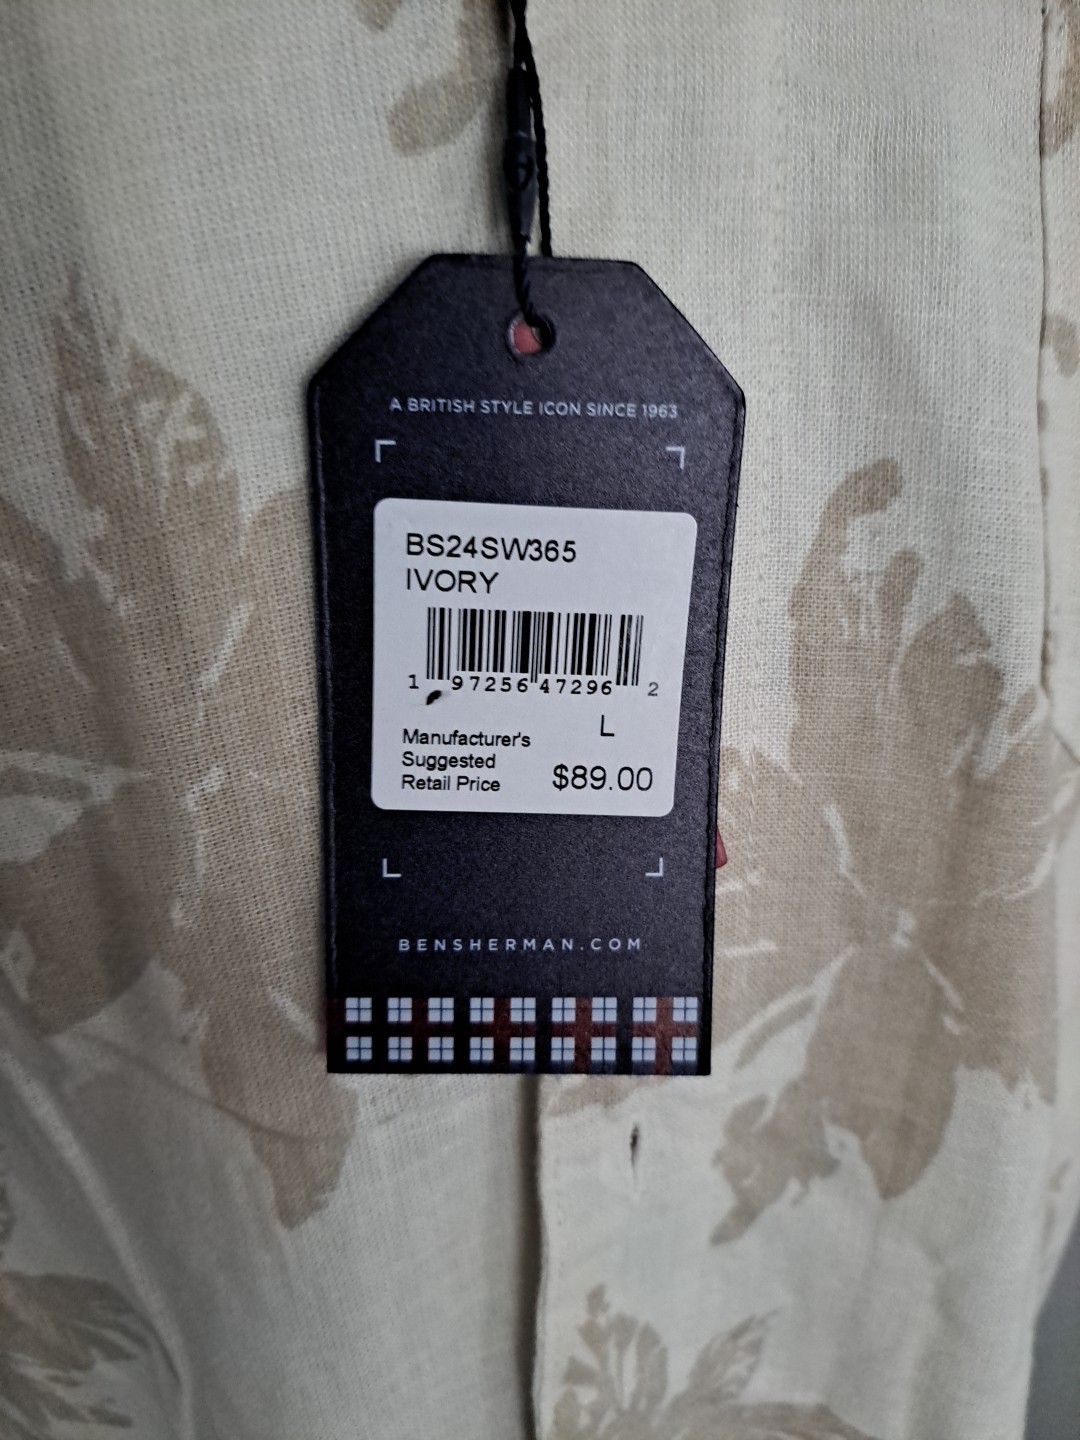 A BRITISH STYLE ICON SINCE 1963
BS24SW365
IVORY
1 97256 47296 2
L
Manufacturer's
Suggested
Retail Price $89.00
BENSHERMAN.COM